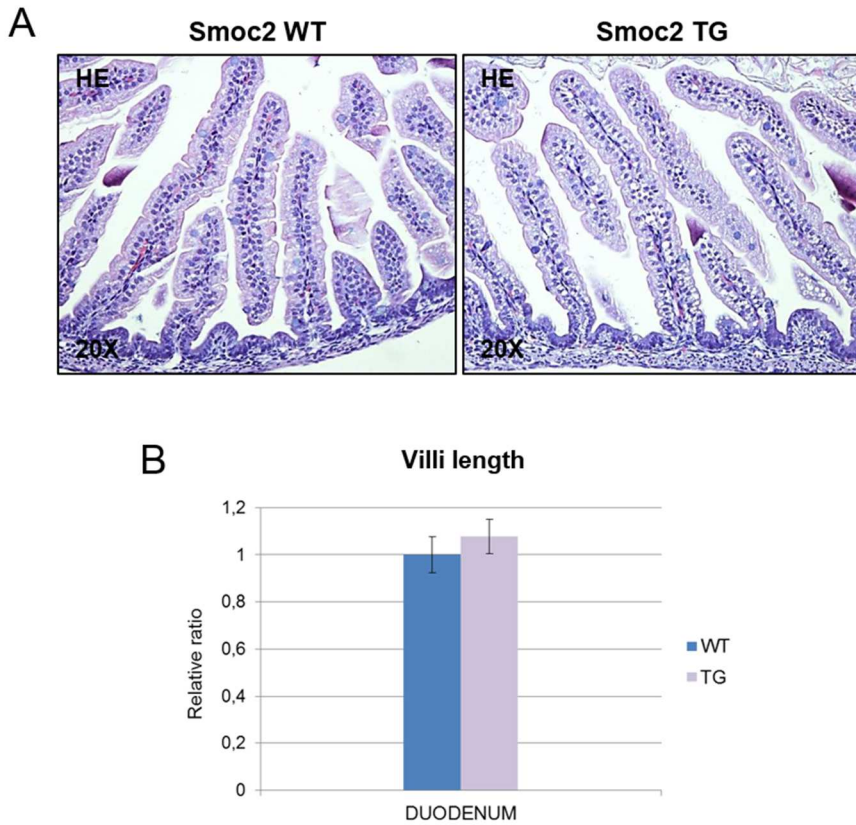 A
Smoc2 WT
Smoc2 TG
HE
HE
20X
20X
B
Villi length
1,2
1
0,8
0,6
0,4
0,2
0
Relative ratio
DUODENUM
WT
TG